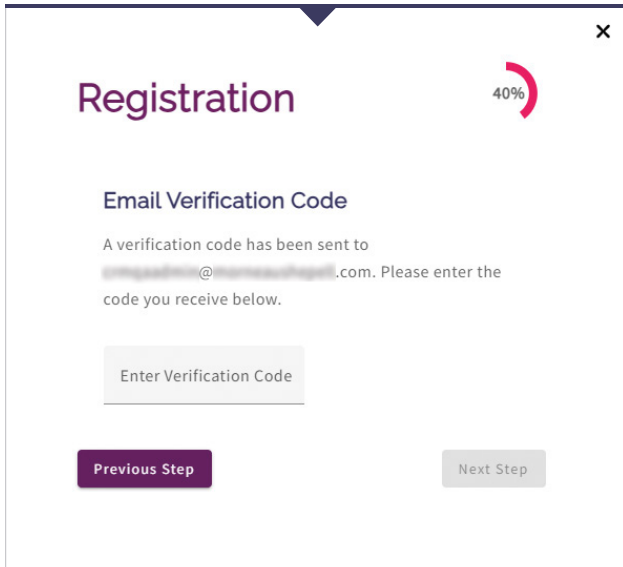 Registration
40%
Email Verification Code
A verification code has been sent to
@ .com. Please enter the
code you receive below.
Enter Verification Code
Previous Step
Next Step